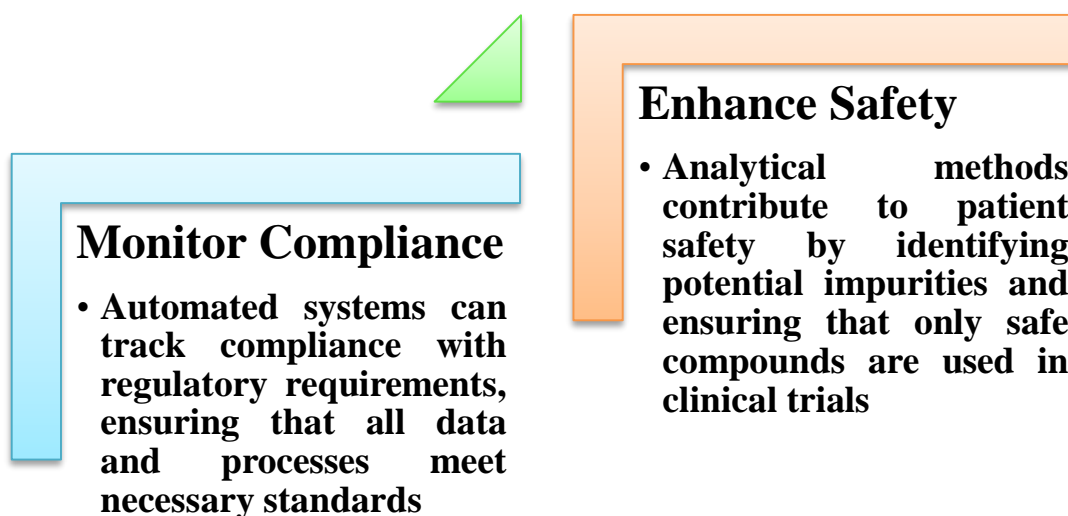 Monitor Compliance
• Automated systems can
track compliance with
regulatory requirements,
ensuring that all data
and processes meet
necessary standards
Enhance Safety
• Analytical methods
contribute to patient
safety by identifying
potential impurities and
ensuring that only safe
compounds are used in
clinical trials